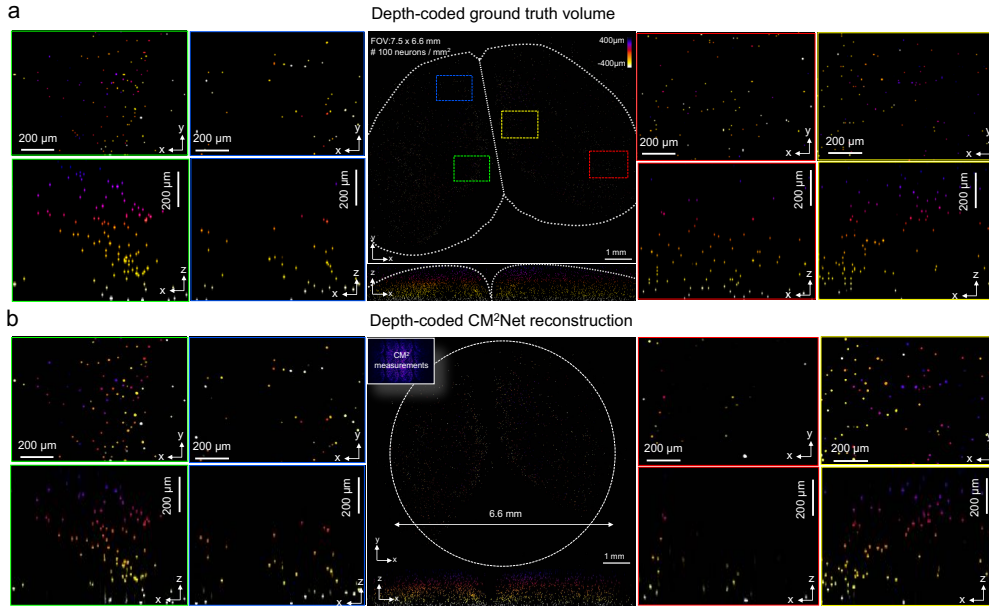 a
Depth-coded ground truth volume
200 µm
y
x
200 µm
y
x
FOV:7.5 x 6.6 mm
# 100 neurons / mm²
400µm
-400µm
y
x
1 mm
200 µm
y
x
200 µm
y
x
200 µm
z
x
200 µm
z
x
z
x
200 µm
z
x
200 µm
z
x
b
Depth-coded CM²Net reconstruction
200 µm
y
x
200 µm
y
x
CM²
measurements
6.6 mm
y
x
1 mm
200 µm
y
x
200 µm
y
x
200 µm
z
x
200 µm
z
x
z
x
200 µm
z
x
200 µm
z
x